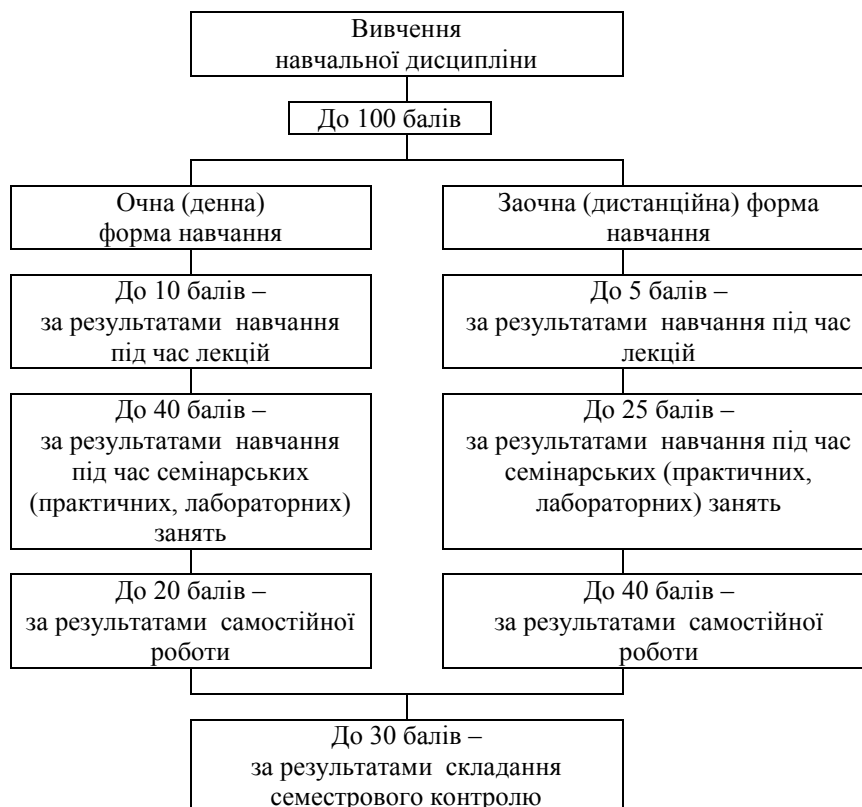 Вивчення
навчальної дисципліни
До 100 балів
Очна (денна)
форма навчання
Заочна (дистанційна) форма
навчання
До 10 балів –
за результатами навчання
під час лекцій
До 5 балів –
за результатами навчання під час
лекцій
До 40 балів –
за результатами навчання
під час семінарських
(практичних, лабораторних)
занять
До 25 балів –
за результатами навчання під час
семінарських (практичних,
лабораторних) занять
До 20 балів –
за результатами самостійної
роботи
До 40 балів –
за результатами самостійної
роботи
До 30 балів –
за результатами складання
семестрового контролю